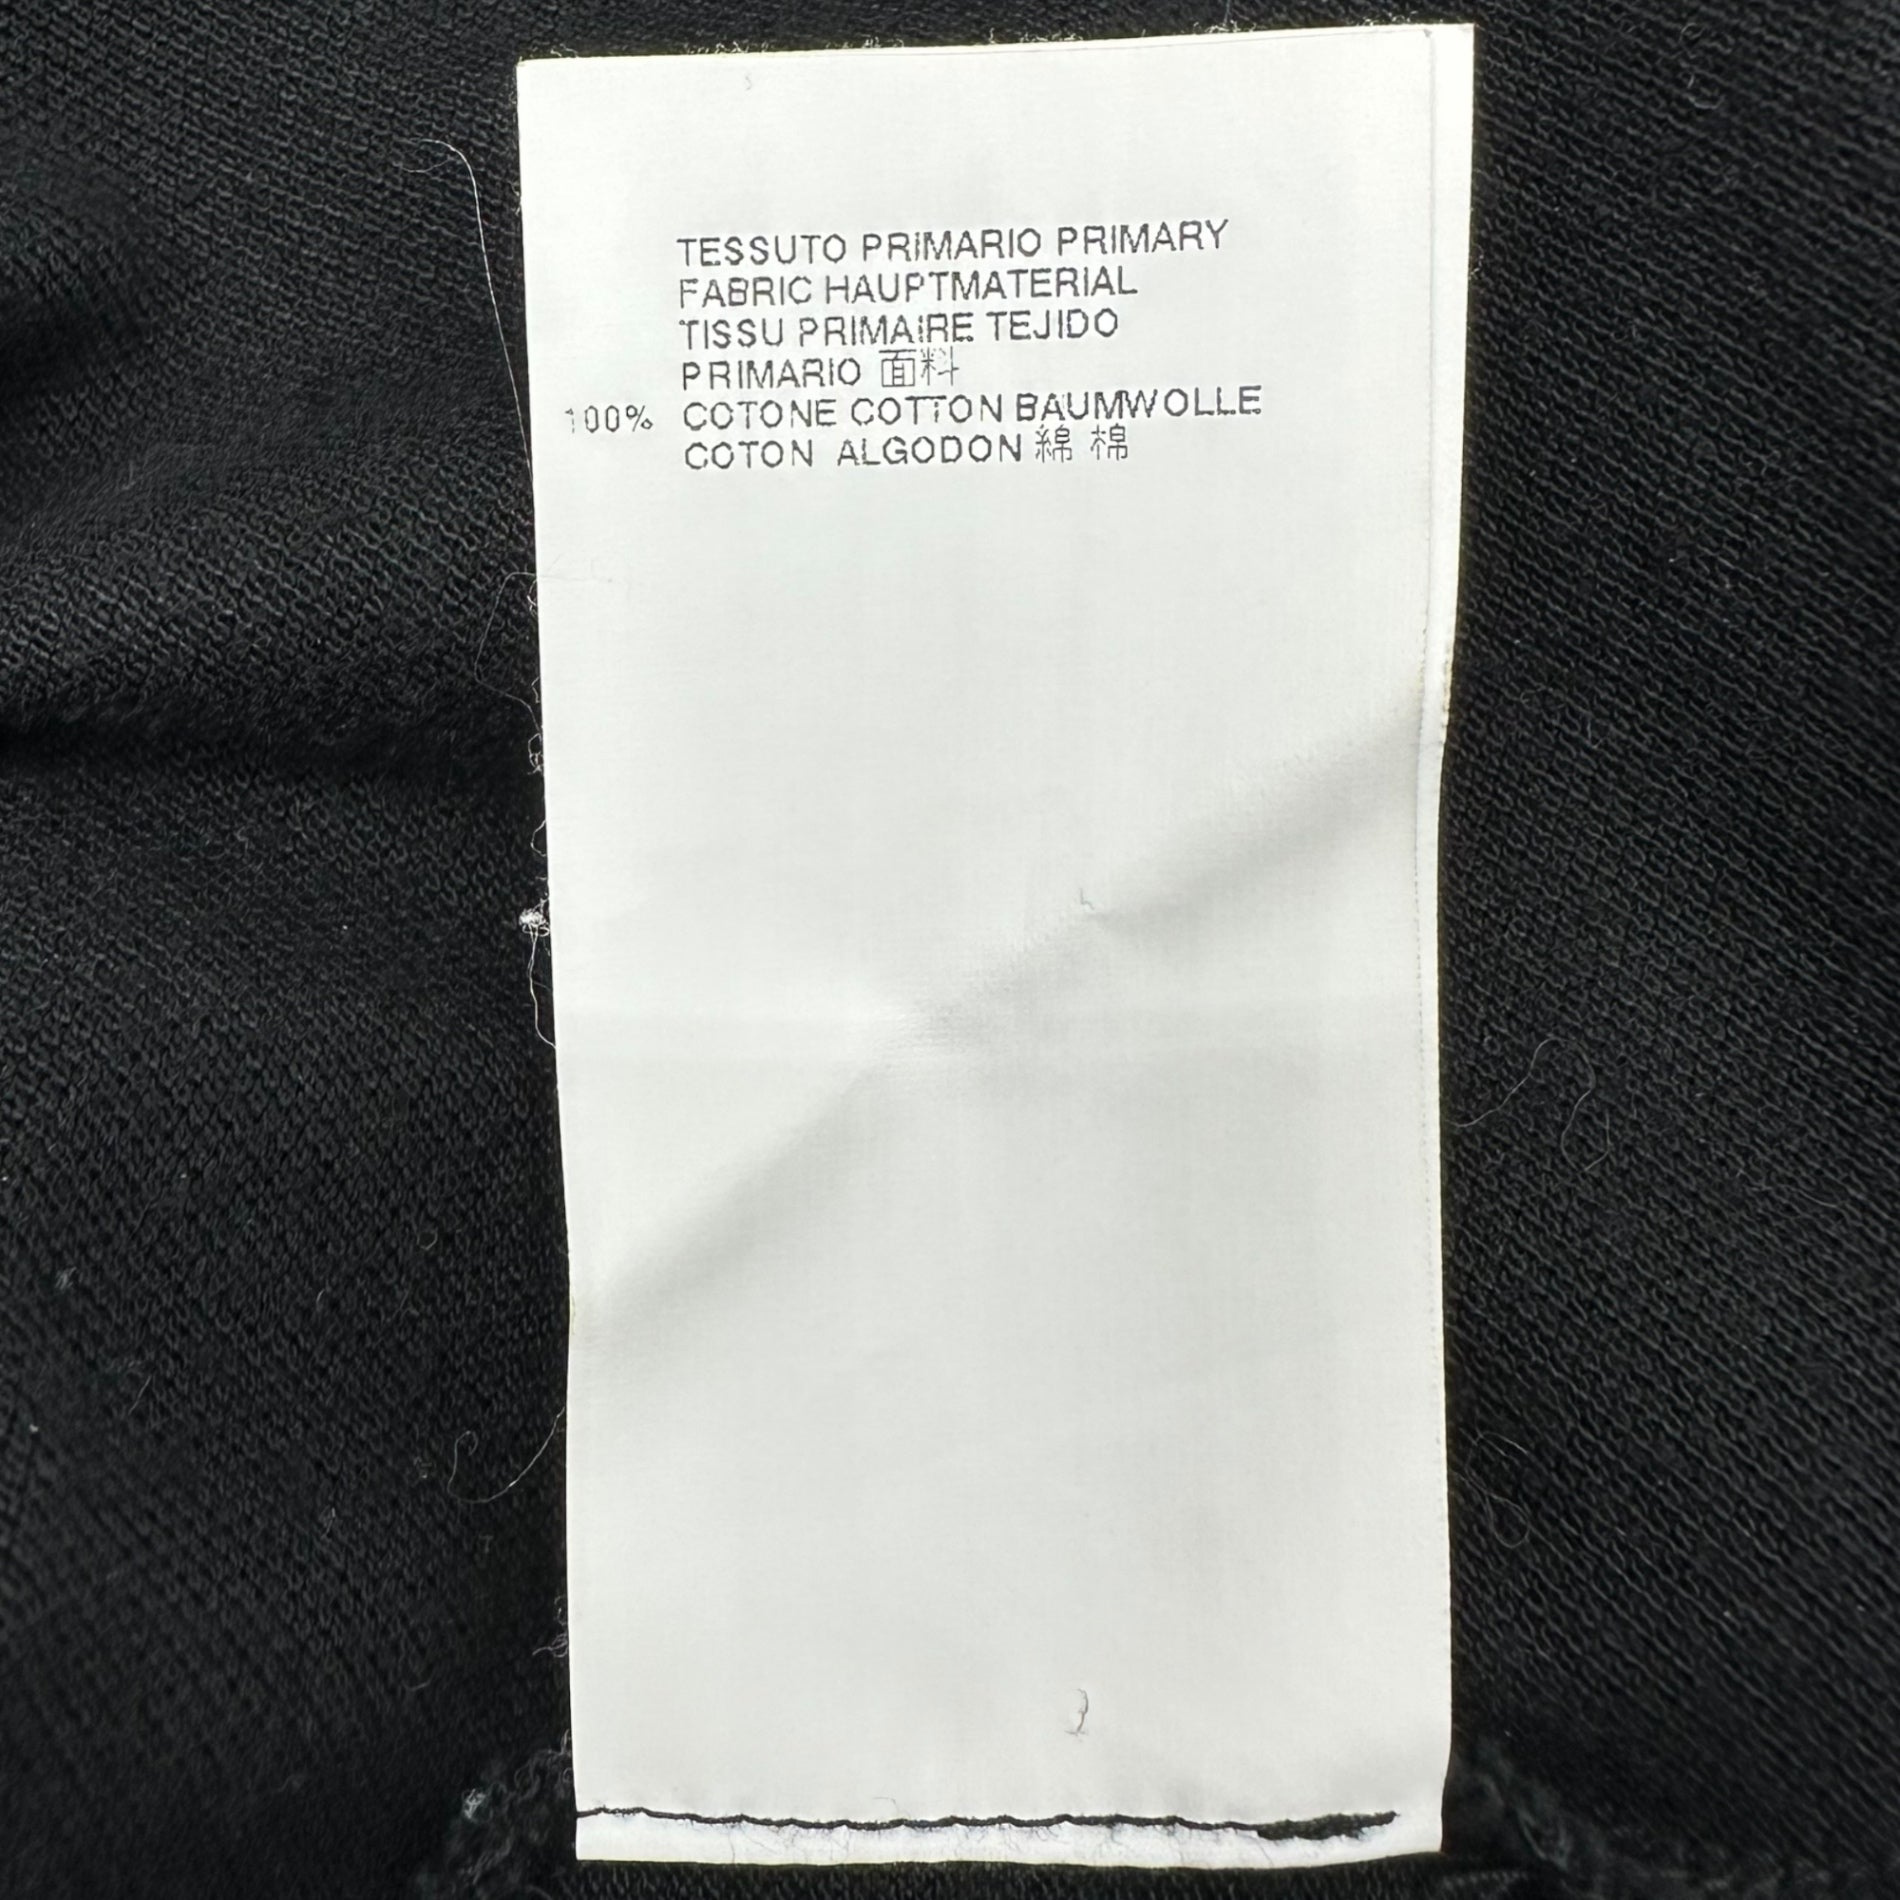 TESSUTO PRIMARIO PRIMARY
FABRIC HAUPTMATERIAL
TISSU PRIMAIRE TEJIDO
PRIMARIO 面料
100% COTONE COTTON BAUMWOLLE
COTON ALGODON 綿 棉